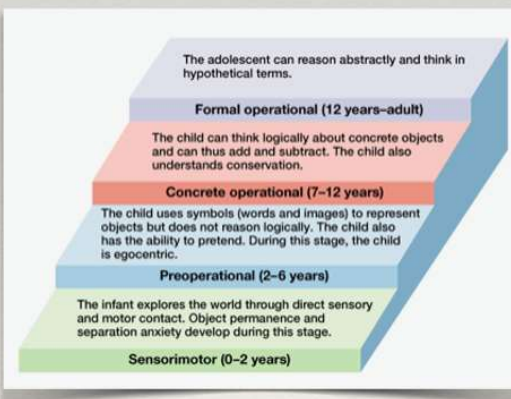 The adolescent can reason abstractly and think in
hypothetical terms.
Formal operational (12 years–adult)
The child can think logically about concrete objects
and can thus add and subtract. The child also
understands conservation.
Concrete operational (7–12 years)
The child uses symbols (words and images) to represent
objects but does not reason logically. The child also
has the ability to pretend. During this stage, the child
is egocentric.
Preoperational (2–6 years)
The infant explores the world through direct sensory
and motor contact. Object permanence and
separation anxiety develop during this stage.
Sensorimotor (0–2 years)